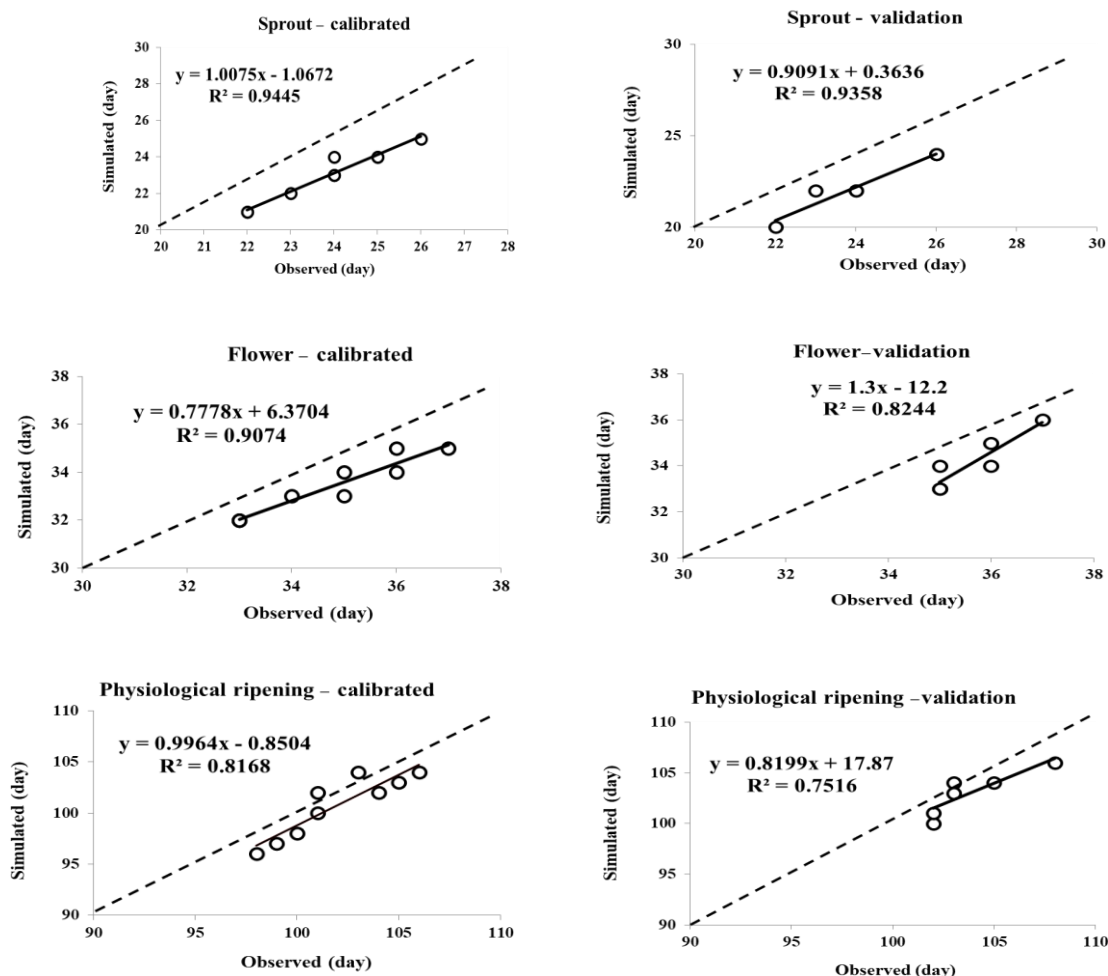 Sprout – calibrated
30
28
26
24
22
20
y = 1.0075x - 1.0672
R² = 0.9445
Simulated (day)
20 21 22 23 24 25 26 27 28
Observed (day)
Sprout - validation
30
25
20
y = 0.9091x + 0.3636
R² = 0.9358
Simulated (day)
20 22 24 26 28 30
Observed (day)
Flower – calibrated
38
36
34
32
30
y = 0.7778x + 6.3704
R² = 0.9074
Simulated (day)
30 32 34 36 38
Observed (day)
Flower–validation
38
36
34
32
30
y = 1.3x - 12.2
R² = 0.8244
Simulated (day)
30 32 34 36 38
Observed (day)
Physiological ripening – calibrated
110
105
100
95
90
y = 0.9964x - 0.8504
R² = 0.8168
Simulated (day)
90 100 110
Observed (day)
Physiological ripening –validation
110
105
100
95
90
y = 0.8199x + 17.87
R² = 0.7516
Simulated (day)
90 95 100 105 110
Observed (day)